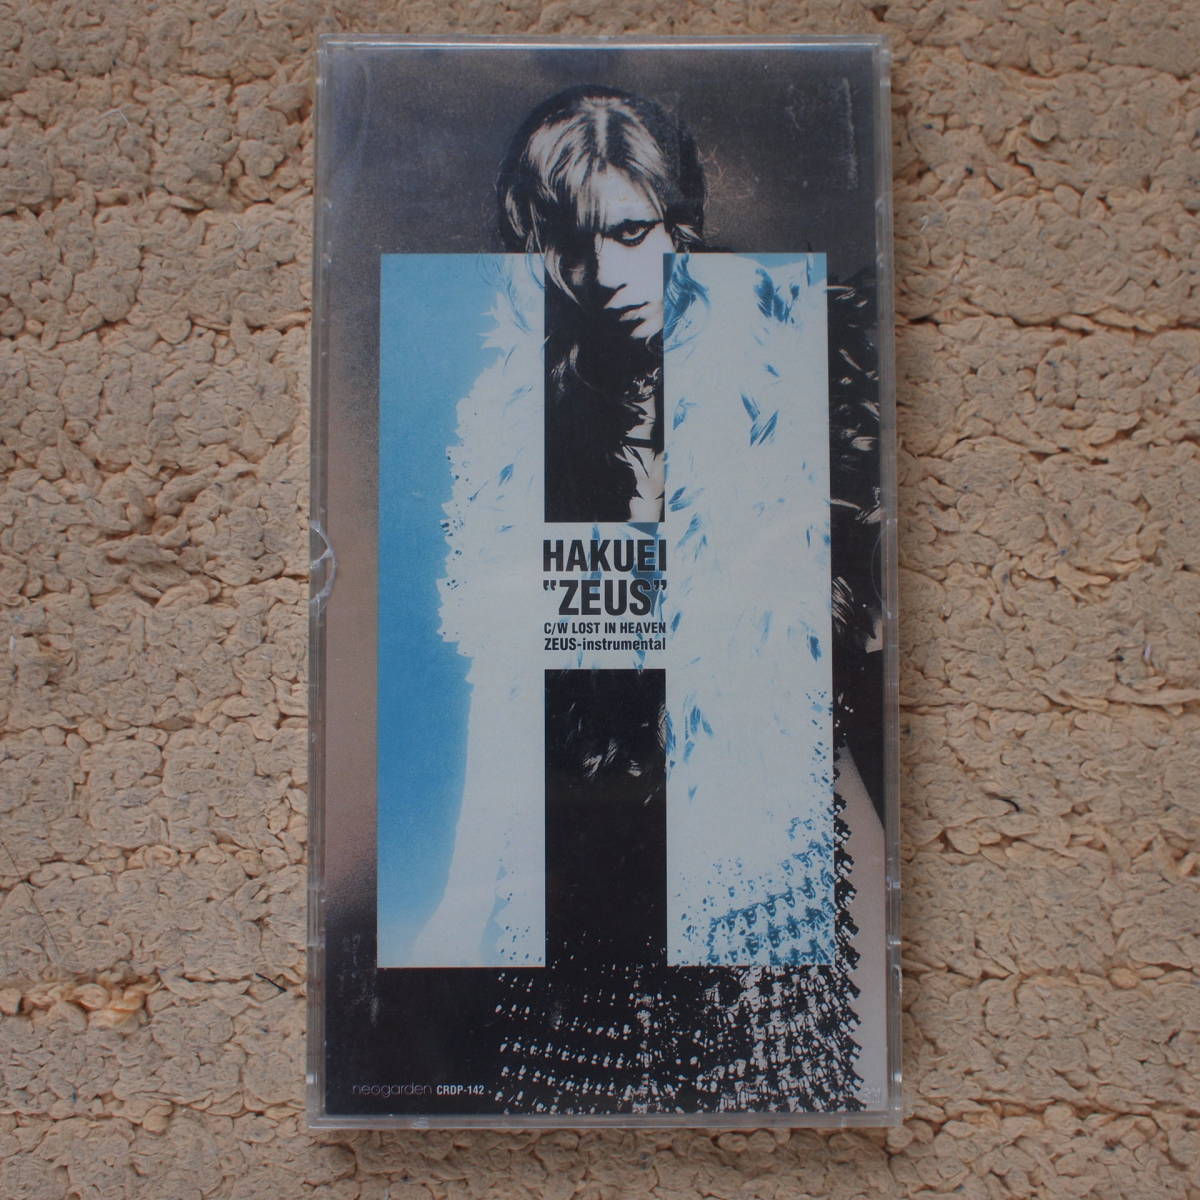 HAKUEI
"ZEUS"
C/W LOST IN HEAVEN
ZEUS-instrumental
neogarden CRDP-142